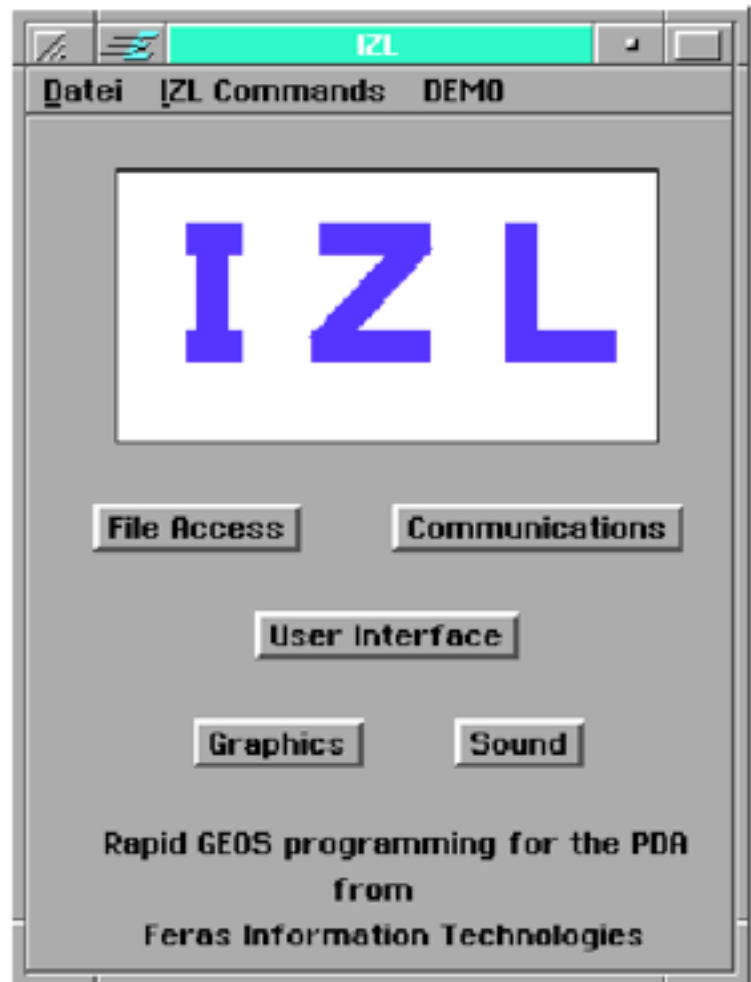 IZL
Datei IZL Commands DEMO
I Z L
File Access Communications
User Interface
Graphics Sound
Rapid GEOS programming for the PDA
from
Feras Information Technologies